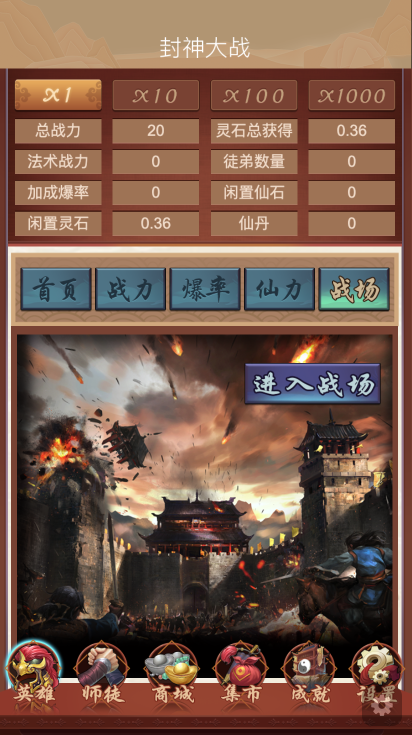 封神大战
X1 X10 X100 X1000
总战力 20 灵石总获得 0.36
法术战力 0 徒弟数量 0
加成爆率 0 闲置仙石 0
闲置灵石 0.36 仙丹 0
首页 战力 爆率 仙力 战场
进入战场
英雄 师徒 商城 集市 成就 设置